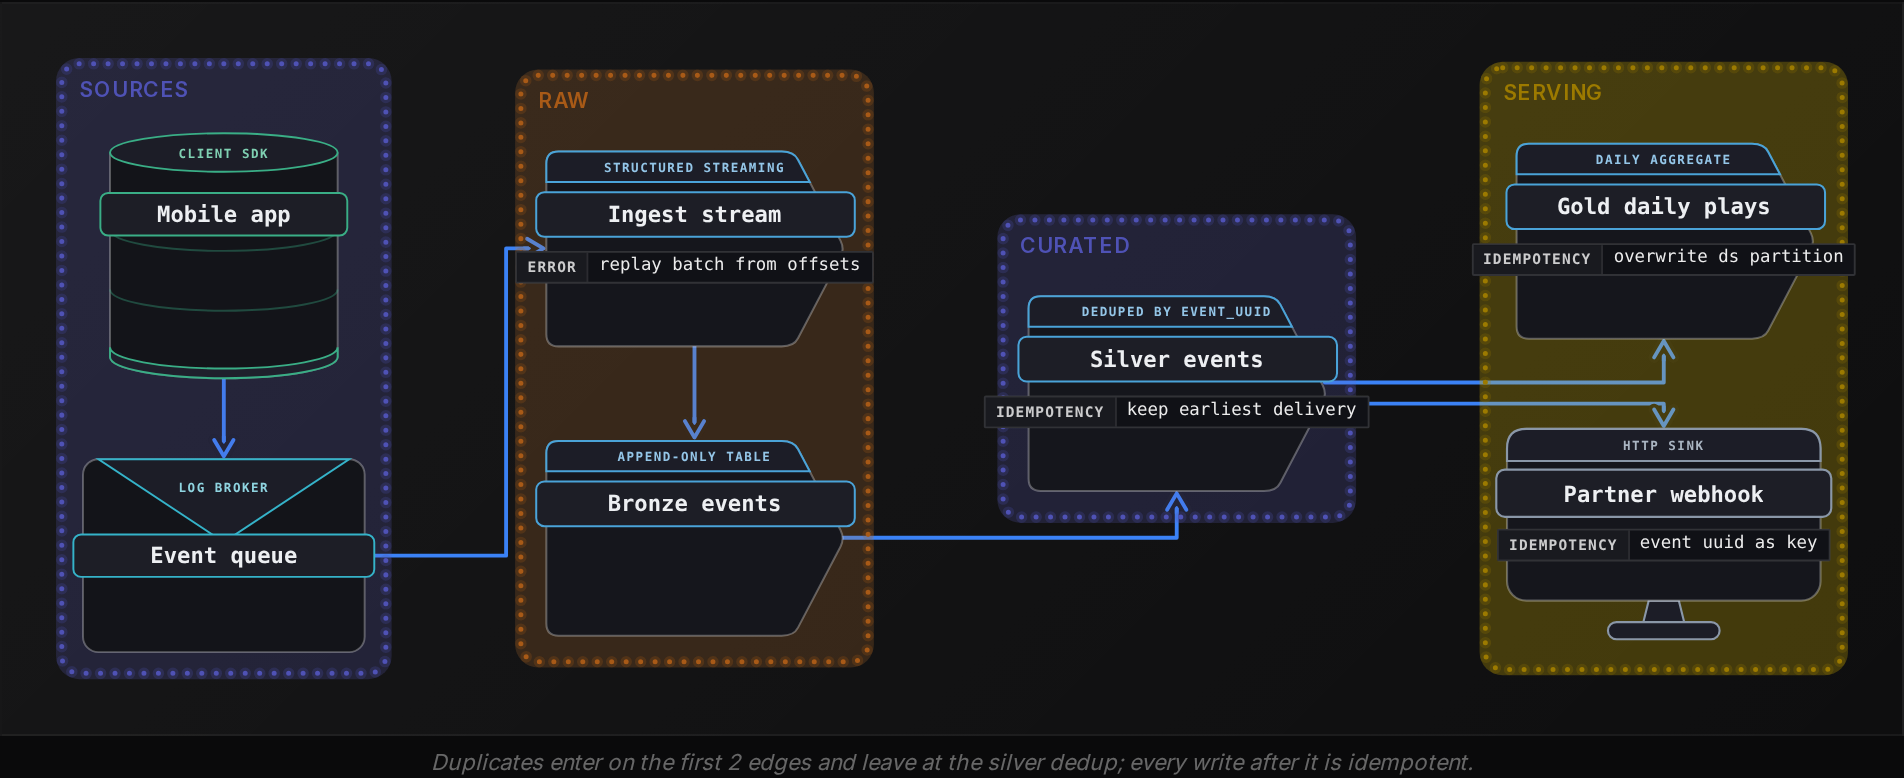 SOURCES
CLIENT SDK
Mobile app
LOG BROKER
Event queue
RAW
STRUCTURED STREAMING
Ingest stream
ERROR replay batch from offsets
APPEND-ONLY TABLE
Bronze events
CURATED
DEDUPED BY EVENT_UUID
Silver events
IDEMPOTENCY keep earliest delivery
SERVING
DAILY AGGREGATE
Gold daily plays
IDEMPOTENCY overwrite ds partition
HTTP SINK
Partner webhook
IDEMPOTENCY event uuid as key
Duplicates enter on the first 2 edges and leave at the silver dedup; every write after it is idempotent.